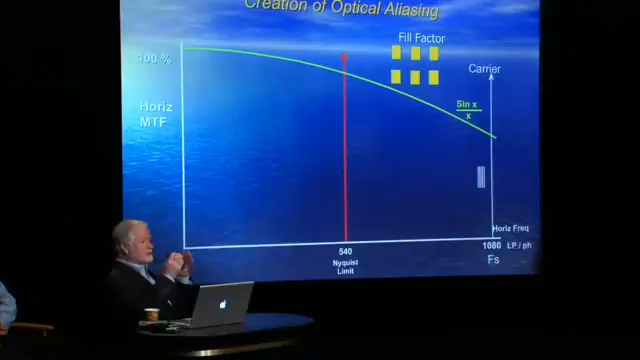 Creation of Optical Aliasing
Fill Factor
100 %
Carrier
Horiz
MTF
Sin x
x
Horiz Freq
540
1080 LP/ ph
Nyquist
Limit
Fs